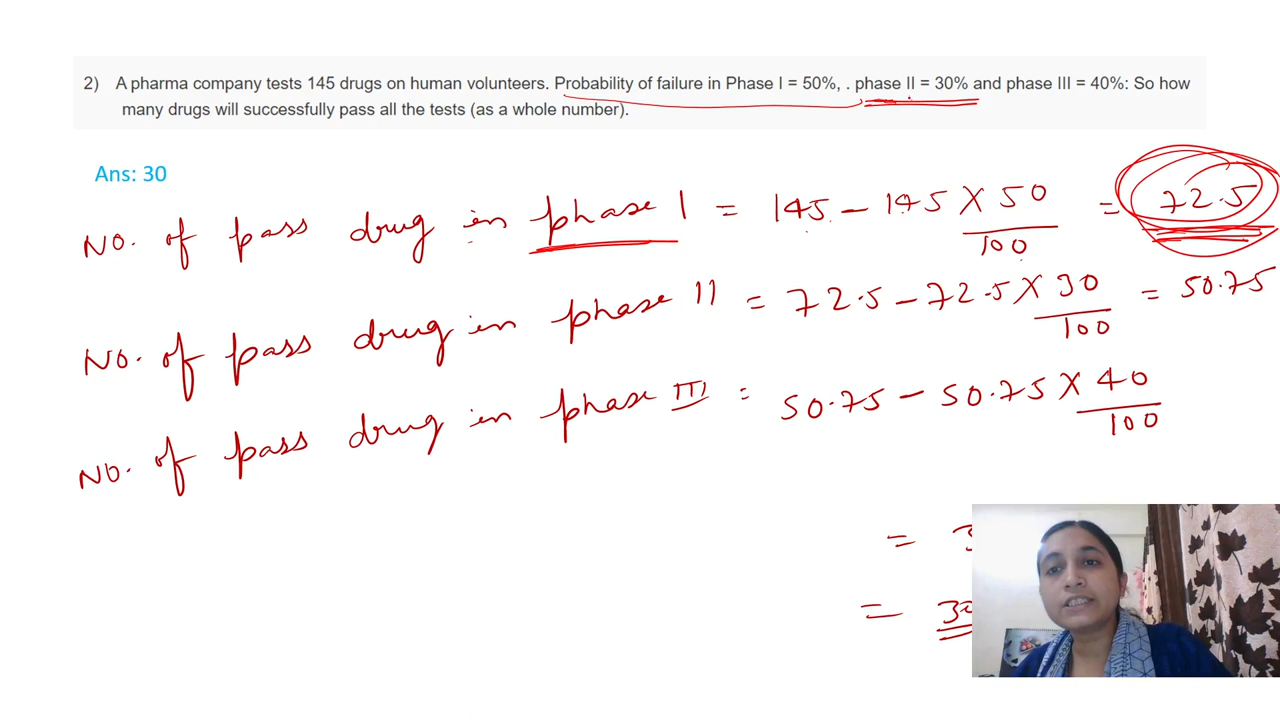 2) A pharma company tests 145 drugs on human volunteers. Probability of failure in Phase I = 50%, . phase II = 30% and phase III = 40%: So how
many drugs will successfully pass all the tests (as a whole number).
Ans: 30
No. of pass drug in phase I = 145 - 145 X 50/100 = 72.5
No. of pass drug in phase II = 72.5 - 72.5 X 30/100 = 50.75
No. of pass drug in phase III = 50.75 - 50.75 X 40/100
= 3
= 30